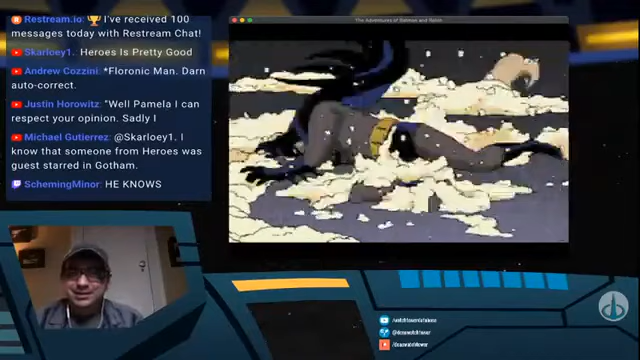 Restream.io: 🏆 I've received 100
messages today with Restream Chat!
Skarloey1. Heroes Is Pretty Good
Andrew Cozzini: *Floronic Man. Darn
auto-correct.
Justin Horowitz: "Well Pamela I can
respect your opinion. Sadly I
Michael Gutierrez: @Skarloey1. I
know that someone from Heroes was
guest starred in Gotham.
SchemingMinor: HE KNOWS
The Adventures of Batman and Robin
/dcauwatchtower